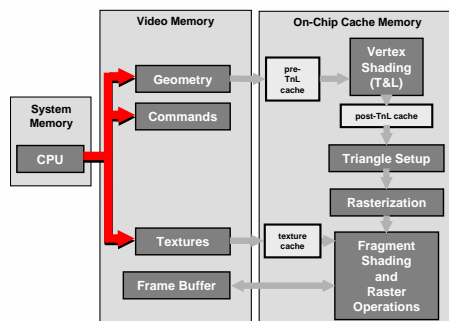 Video Memory
On-Chip Cache Memory
System
Memory
CPU
Geometry
Commands
Textures
Frame Buffer
pre-
TnL
cache
Vertex
Shading
(T&L)
post-TnL cache
Triangle Setup
Rasterization
texture
cache
Fragment
Shading
and
Raster
Operations